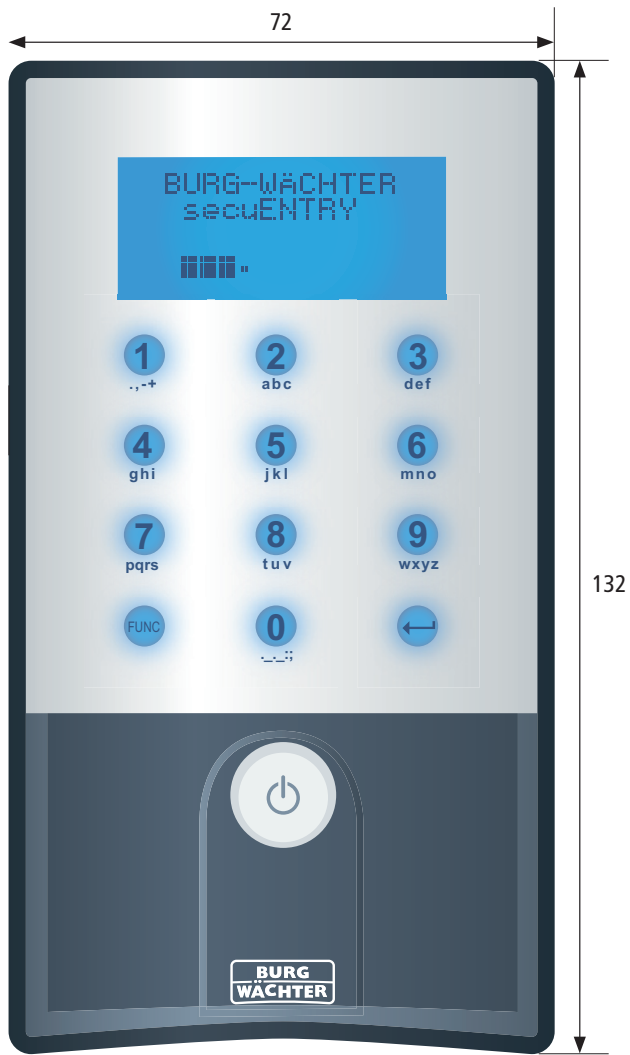 72
BURG-WäCHTER
secuENTRY
1 2 3
.,-+ abc def
4 5 6
ghi jkl mno
7 8 9
pqrs tuv wxyz
132
FUNC 0
._._:;
BURG
WÄCHTER